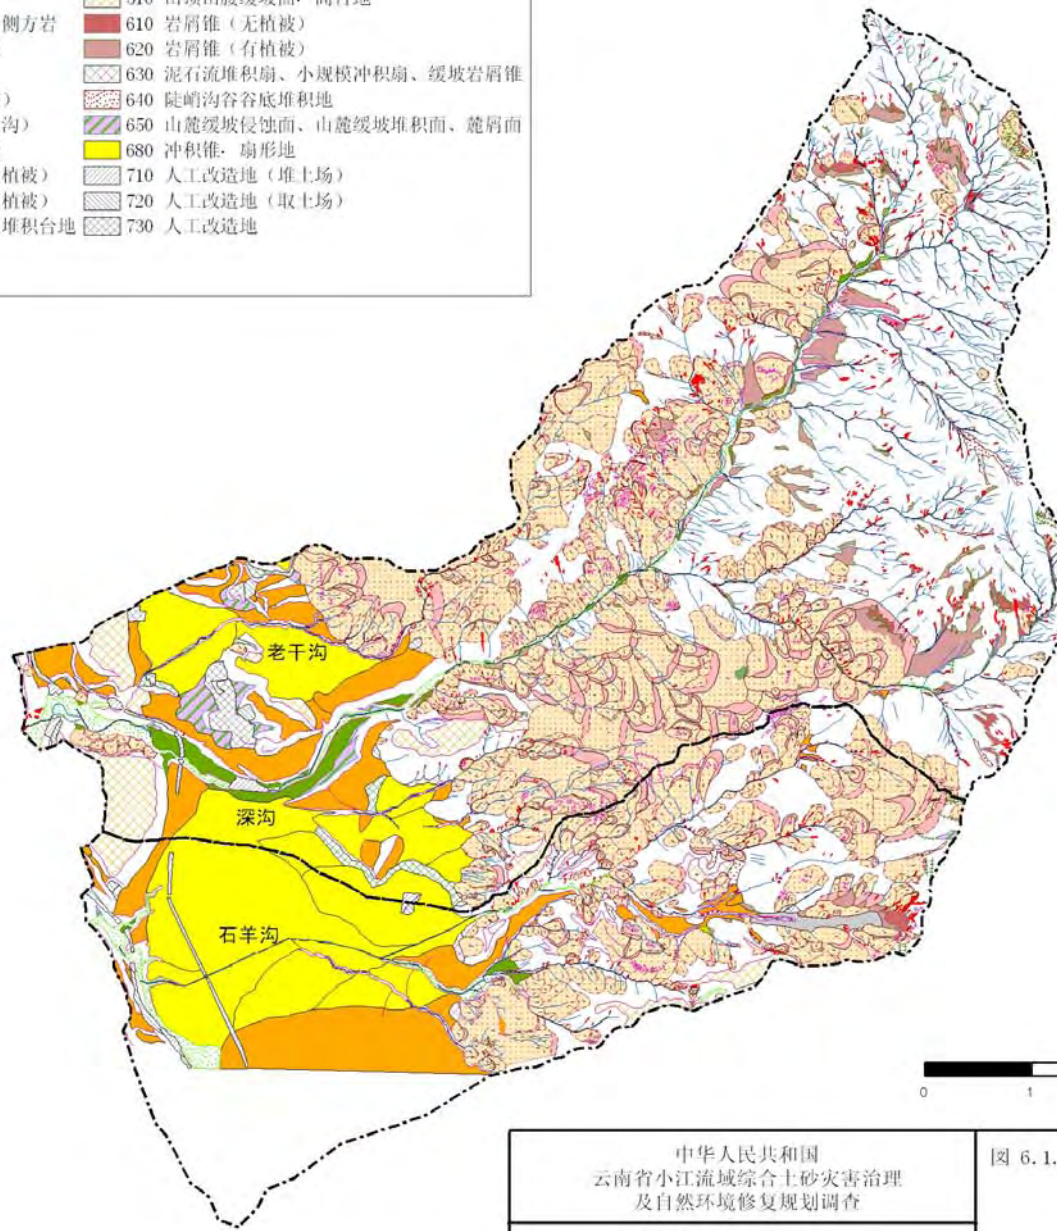 侧方岩
610 岩屑锥（无植被）
620 岩屑锥（有植被）
630 泥石流堆积扇、小规模冲积扇、缓坡岩屑锥
）
640 陡峭沟谷谷底堆积地
沟）
650 山麓缓坡侵蚀面、山麓缓坡堆积面、麓屑面
680 冲积锥·扇形地
植被）
710 人工改造地（堆土场）
植被）
720 人工改造地（取土场）
堆积台地
730 人工改造地
老干沟
深沟
石羊沟
0 1
中华人民共和国
云南省小江流域综合土砂灾害治理
及自然环境修复规划调查
図 6.1.